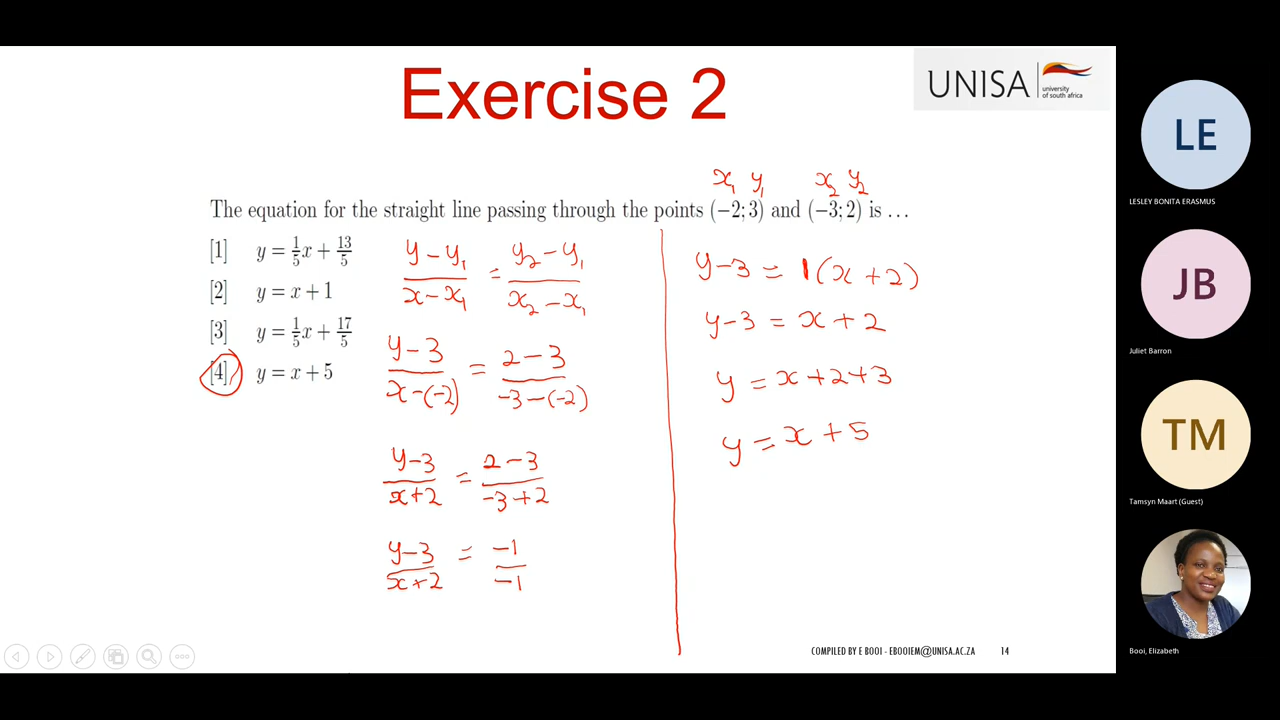 Exercise 2
UNISA
university
of south africa
x₁ y₁ x₂ y₂
The equation for the straight line passing through the points (−2; 3) and (−3; 2) is …
[1] y = 1/5x + 13/5
[2] y = x + 1
[3] y = 1/5x + 17/5
[4] y = x + 5
(y − y₁)/(x − x₁) = (y₂ − y₁)/(x₂ − x₁)
(y − 3)/(x − (−2)) = (2 − 3)/(−3 − (−2))
(y − 3)/(x + 2) = (2 − 3)/(−3 + 2)
(y − 3)/(x + 2) = −1/−1
y − 3 = 1(x + 2)
y − 3 = x + 2
y = x + 2 + 3
y = x + 5
COMPILED BY E BOOI - EBOOIEM@UNISA.AC.ZA 14
LE
LESLEY BONITA ERASMUS
JB
Juliet Barron
TM
Tamsyn Maart (Guest)
Booi, Elizabeth